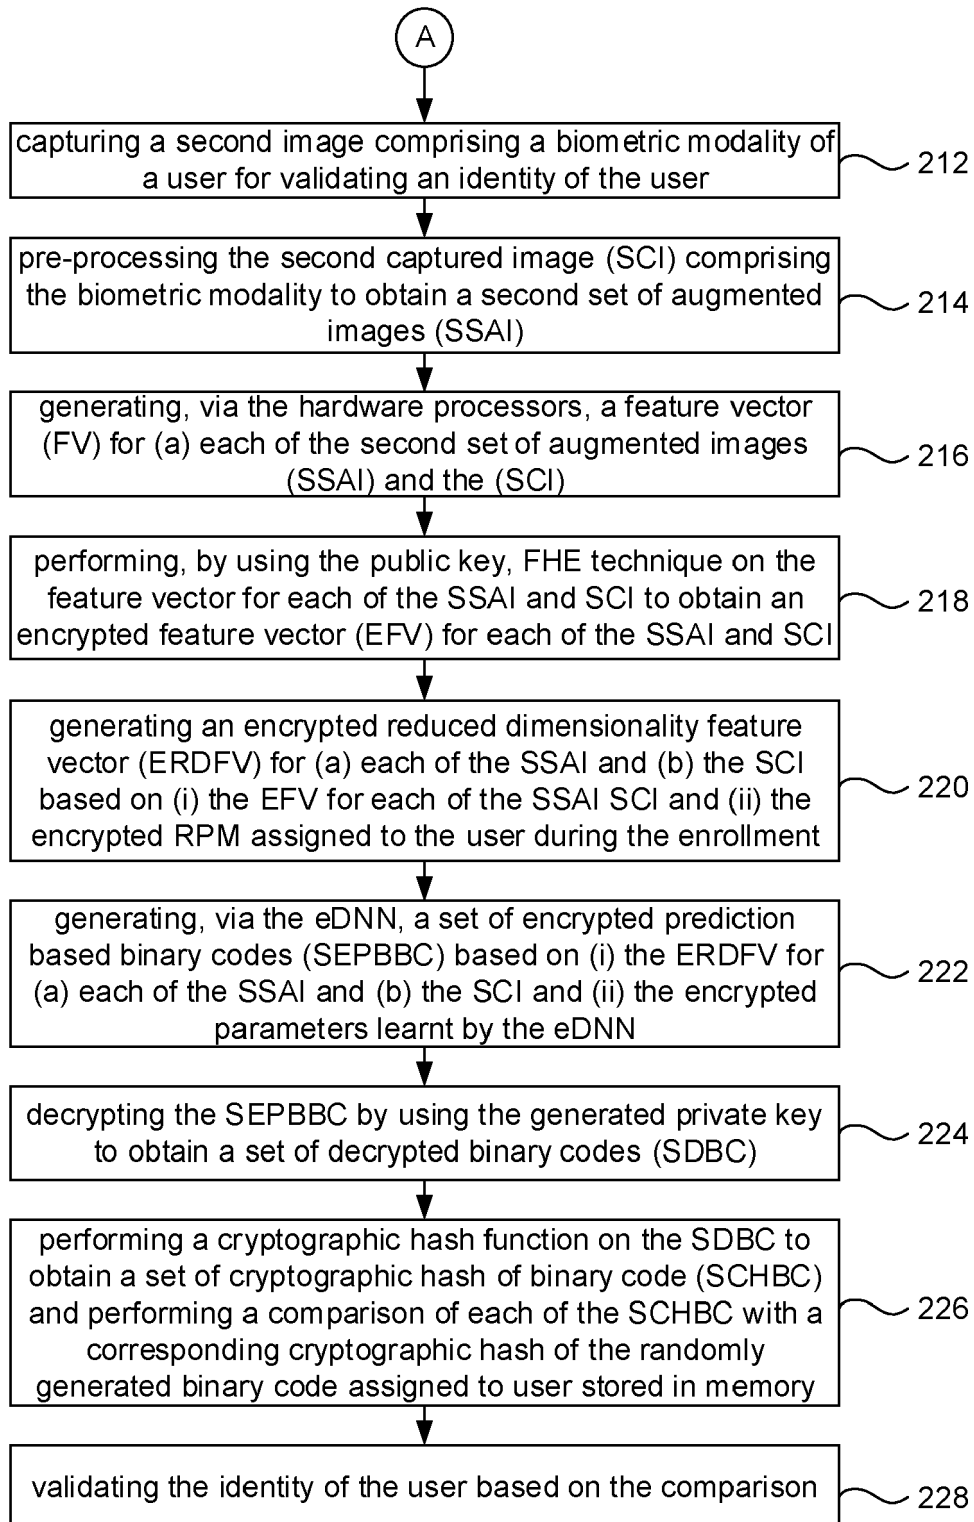 A
capturing a second image comprising a biometric modality of
a user for validating an identity of the user
212
pre-processing the second captured image (SCI) comprising
the biometric modality to obtain a second set of augmented
images (SSAI)
214
generating, via the hardware processors, a feature vector
(FV) for (a) each of the second set of augmented images
(SSAI) and the (SCI)
216
performing, by using the public key, FHE technique on the
feature vector for each of the SSAI and SCI to obtain an
encrypted feature vector (EFV) for each of the SSAI and SCI
218
generating an encrypted reduced dimensionality feature
vector (ERDFV) for (a) each of the SSAI and (b) the SCI
based on (i) the EFV for each of the SSAI SCI and (ii) the
encrypted RPM assigned to the user during the enrollment
220
generating, via the eDNN, a set of encrypted prediction
based binary codes (SEPBBC) based on (i) the ERDFV for
(a) each of the SSAI and (b) the SCI and (ii) the encrypted
parameters learnt by the eDNN
222
decrypting the SEPBBC by using the generated private key
to obtain a set of decrypted binary codes (SDBC)
224
performing a cryptographic hash function on the SDBC to
obtain a set of cryptographic hash of binary code (SCHBC)
and performing a comparison of each of the SCHBC with a
corresponding cryptographic hash of the randomly
generated binary code assigned to user stored in memory
226
validating the identity of the user based on the comparison
228